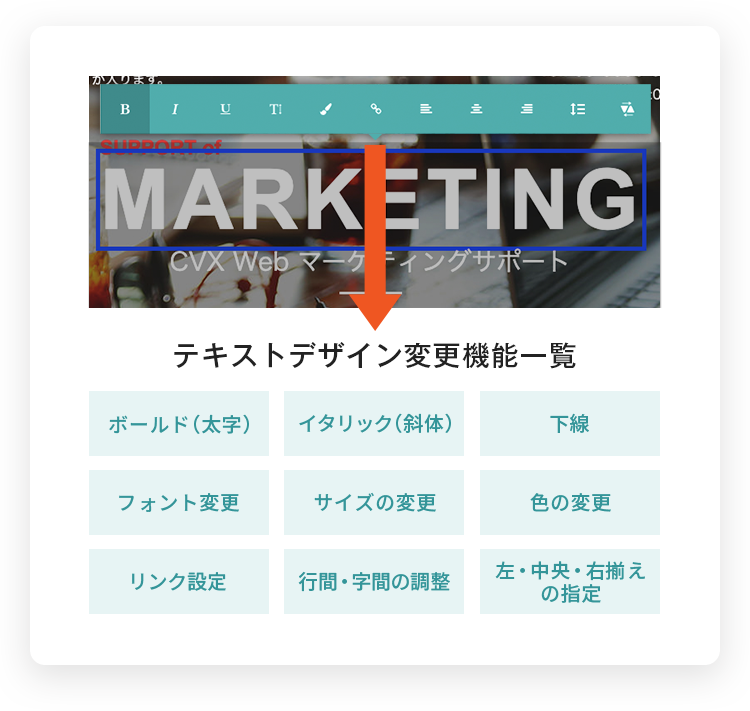 が入ります。
B I U T
SUPPORT of
MARKETING
CVX Web マーケティングサポート
テキストデザイン変更機能一覧
ボールド（太字）
イタリック（斜体）
下線
フォント変更
サイズの変更
色の変更
リンク設定
行間・字間の調整
左・中央・右揃え
の指定